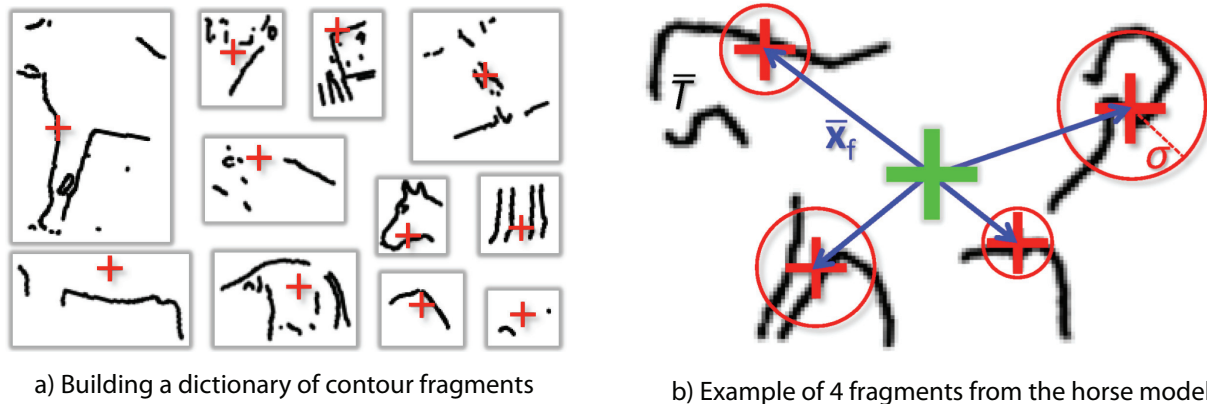 T̿
x̄f
σ
a) Building a dictionary of contour fragments
b) Example of 4 fragments from the horse model